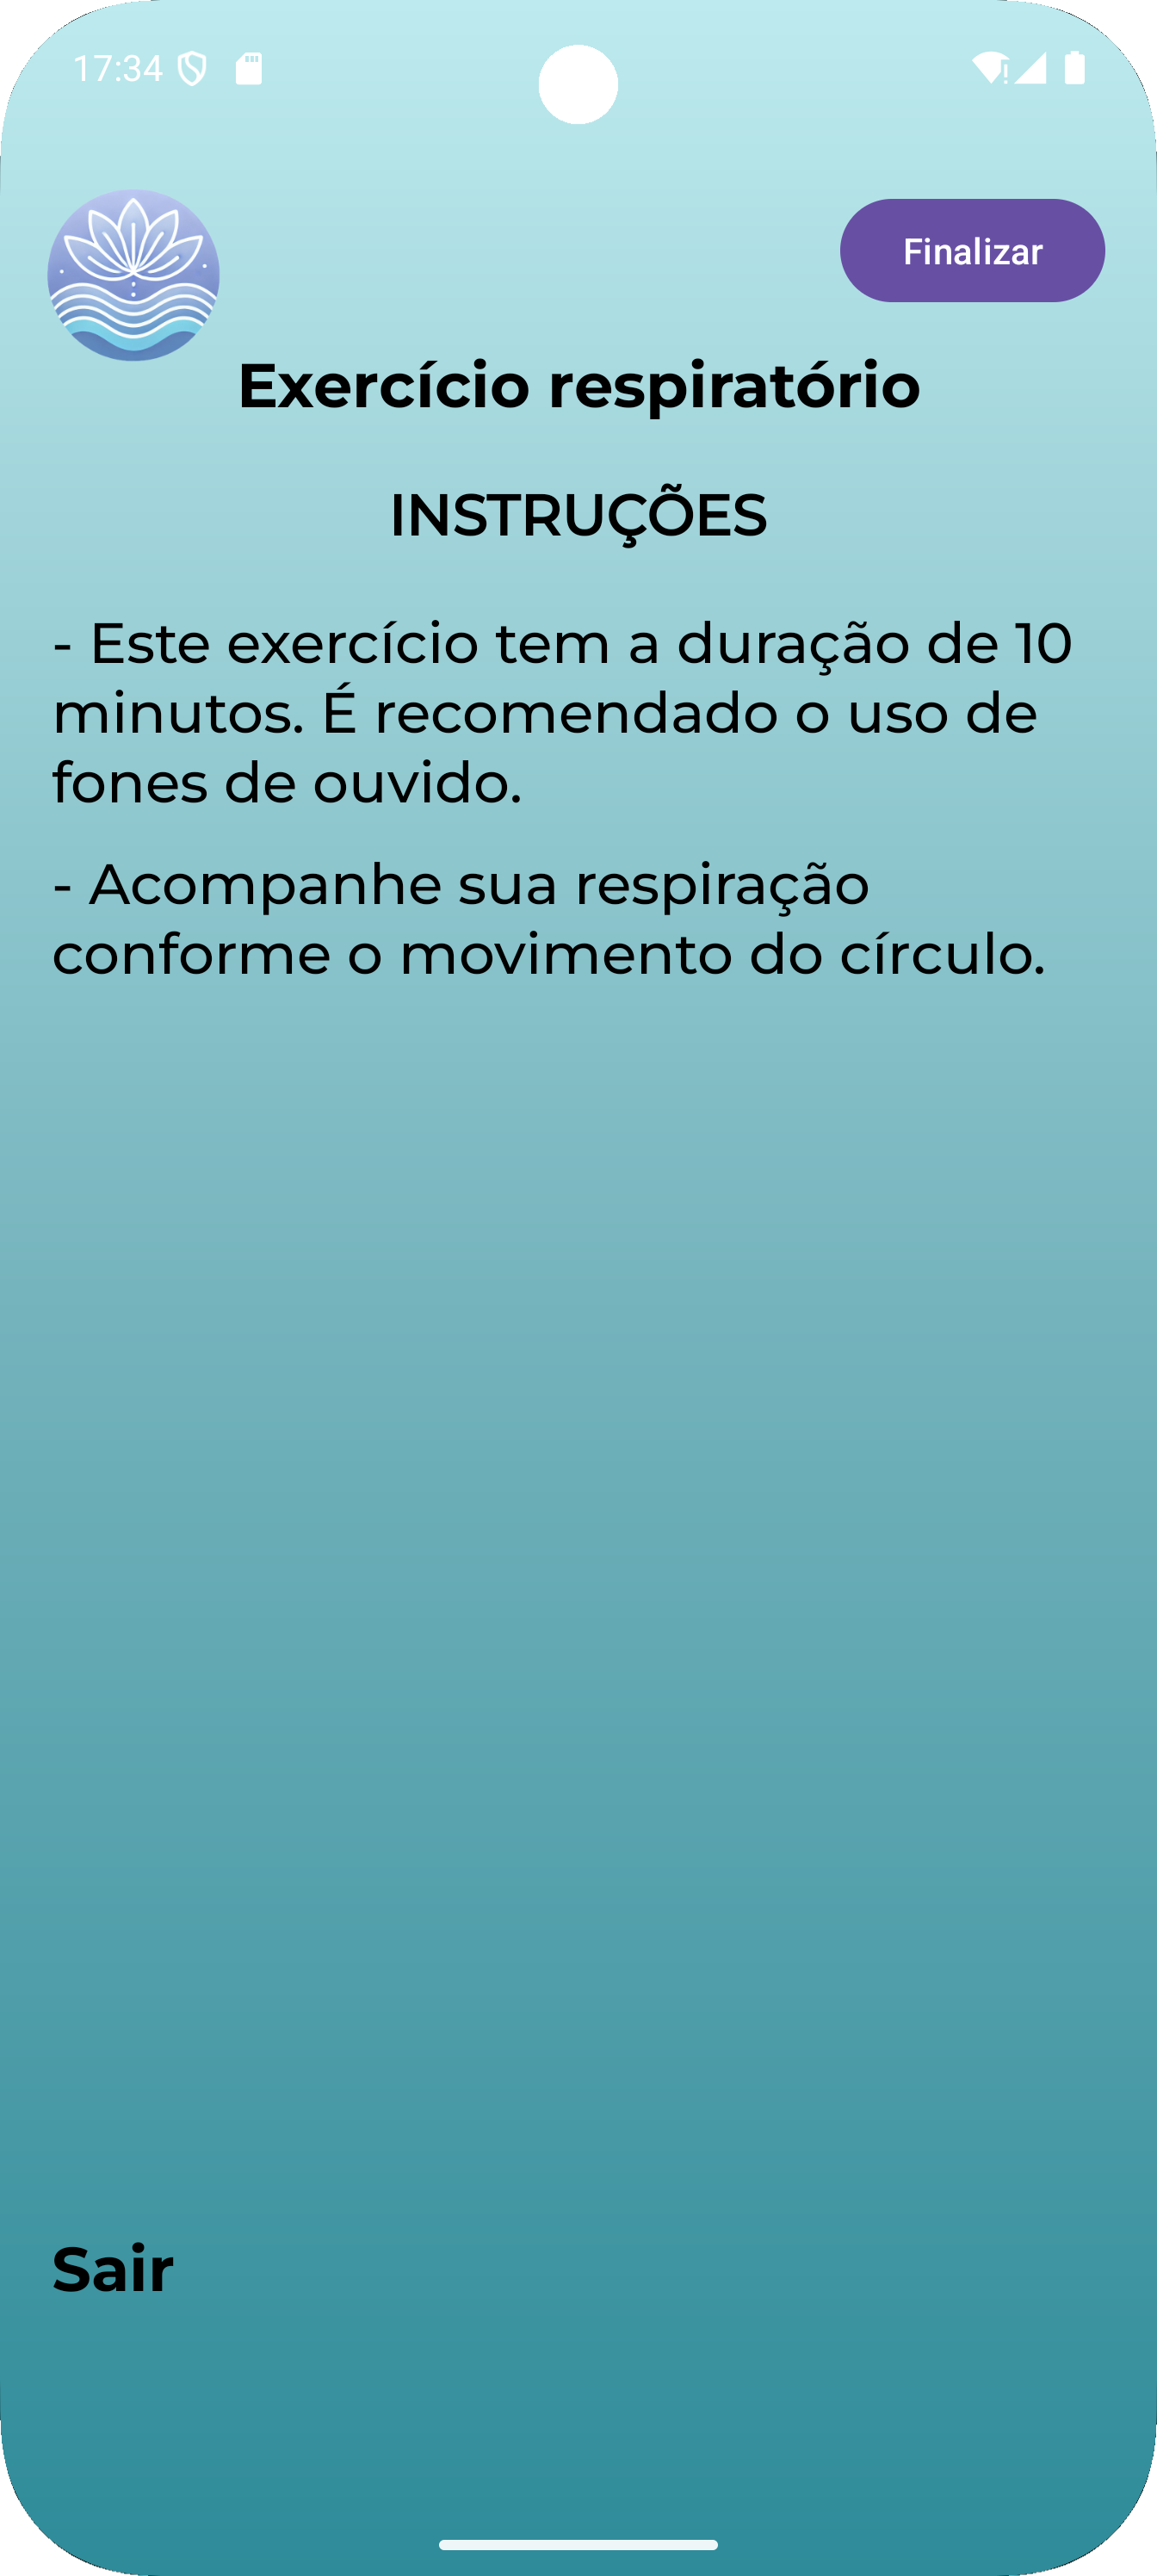 17:34
Finalizar
Exercício respiratório
INSTRUÇÕES
- Este exercício tem a duração de 10
minutos. É recomendado o uso de
fones de ouvido.
- Acompanhe sua respiração
conforme o movimento do círculo.
Sair